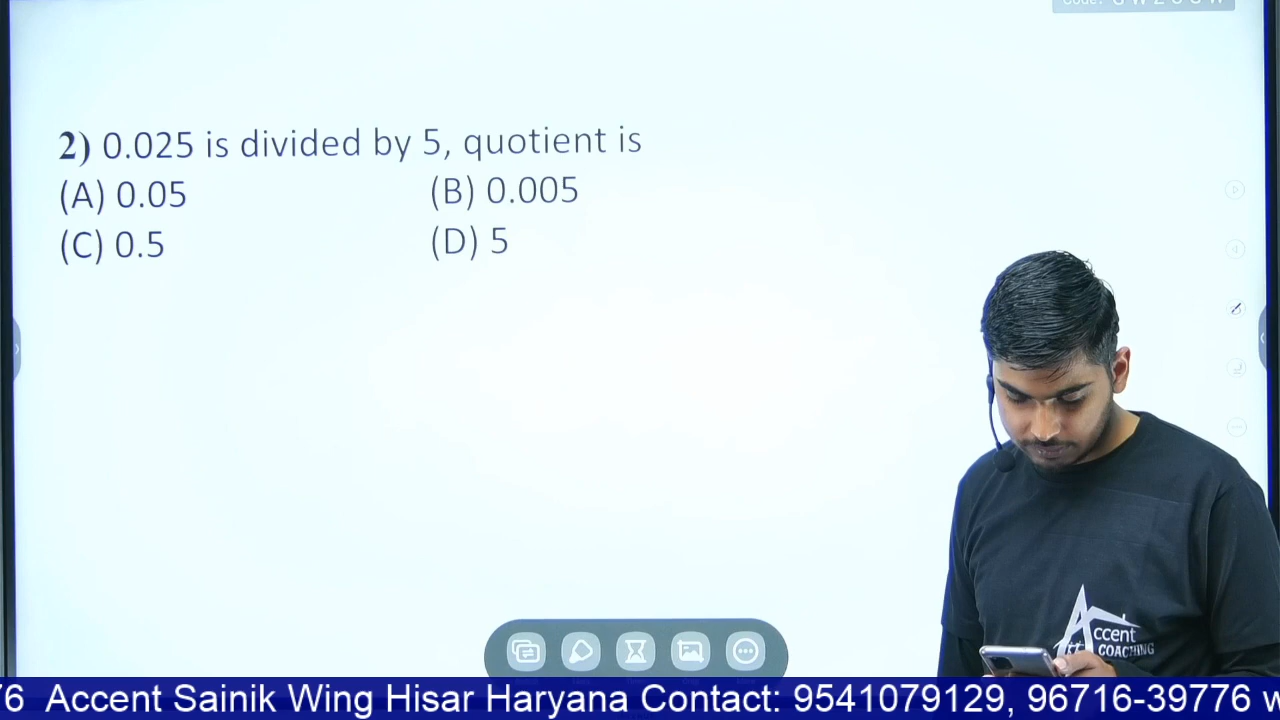 2) 0.025 is divided by 5, quotient is
(A) 0.05 (B) 0.005
(C) 0.5 (D) 5
ccent
COACHING
76 Accent Sainik Wing Hisar Haryana Contact: 9541079129, 96716-39776 w